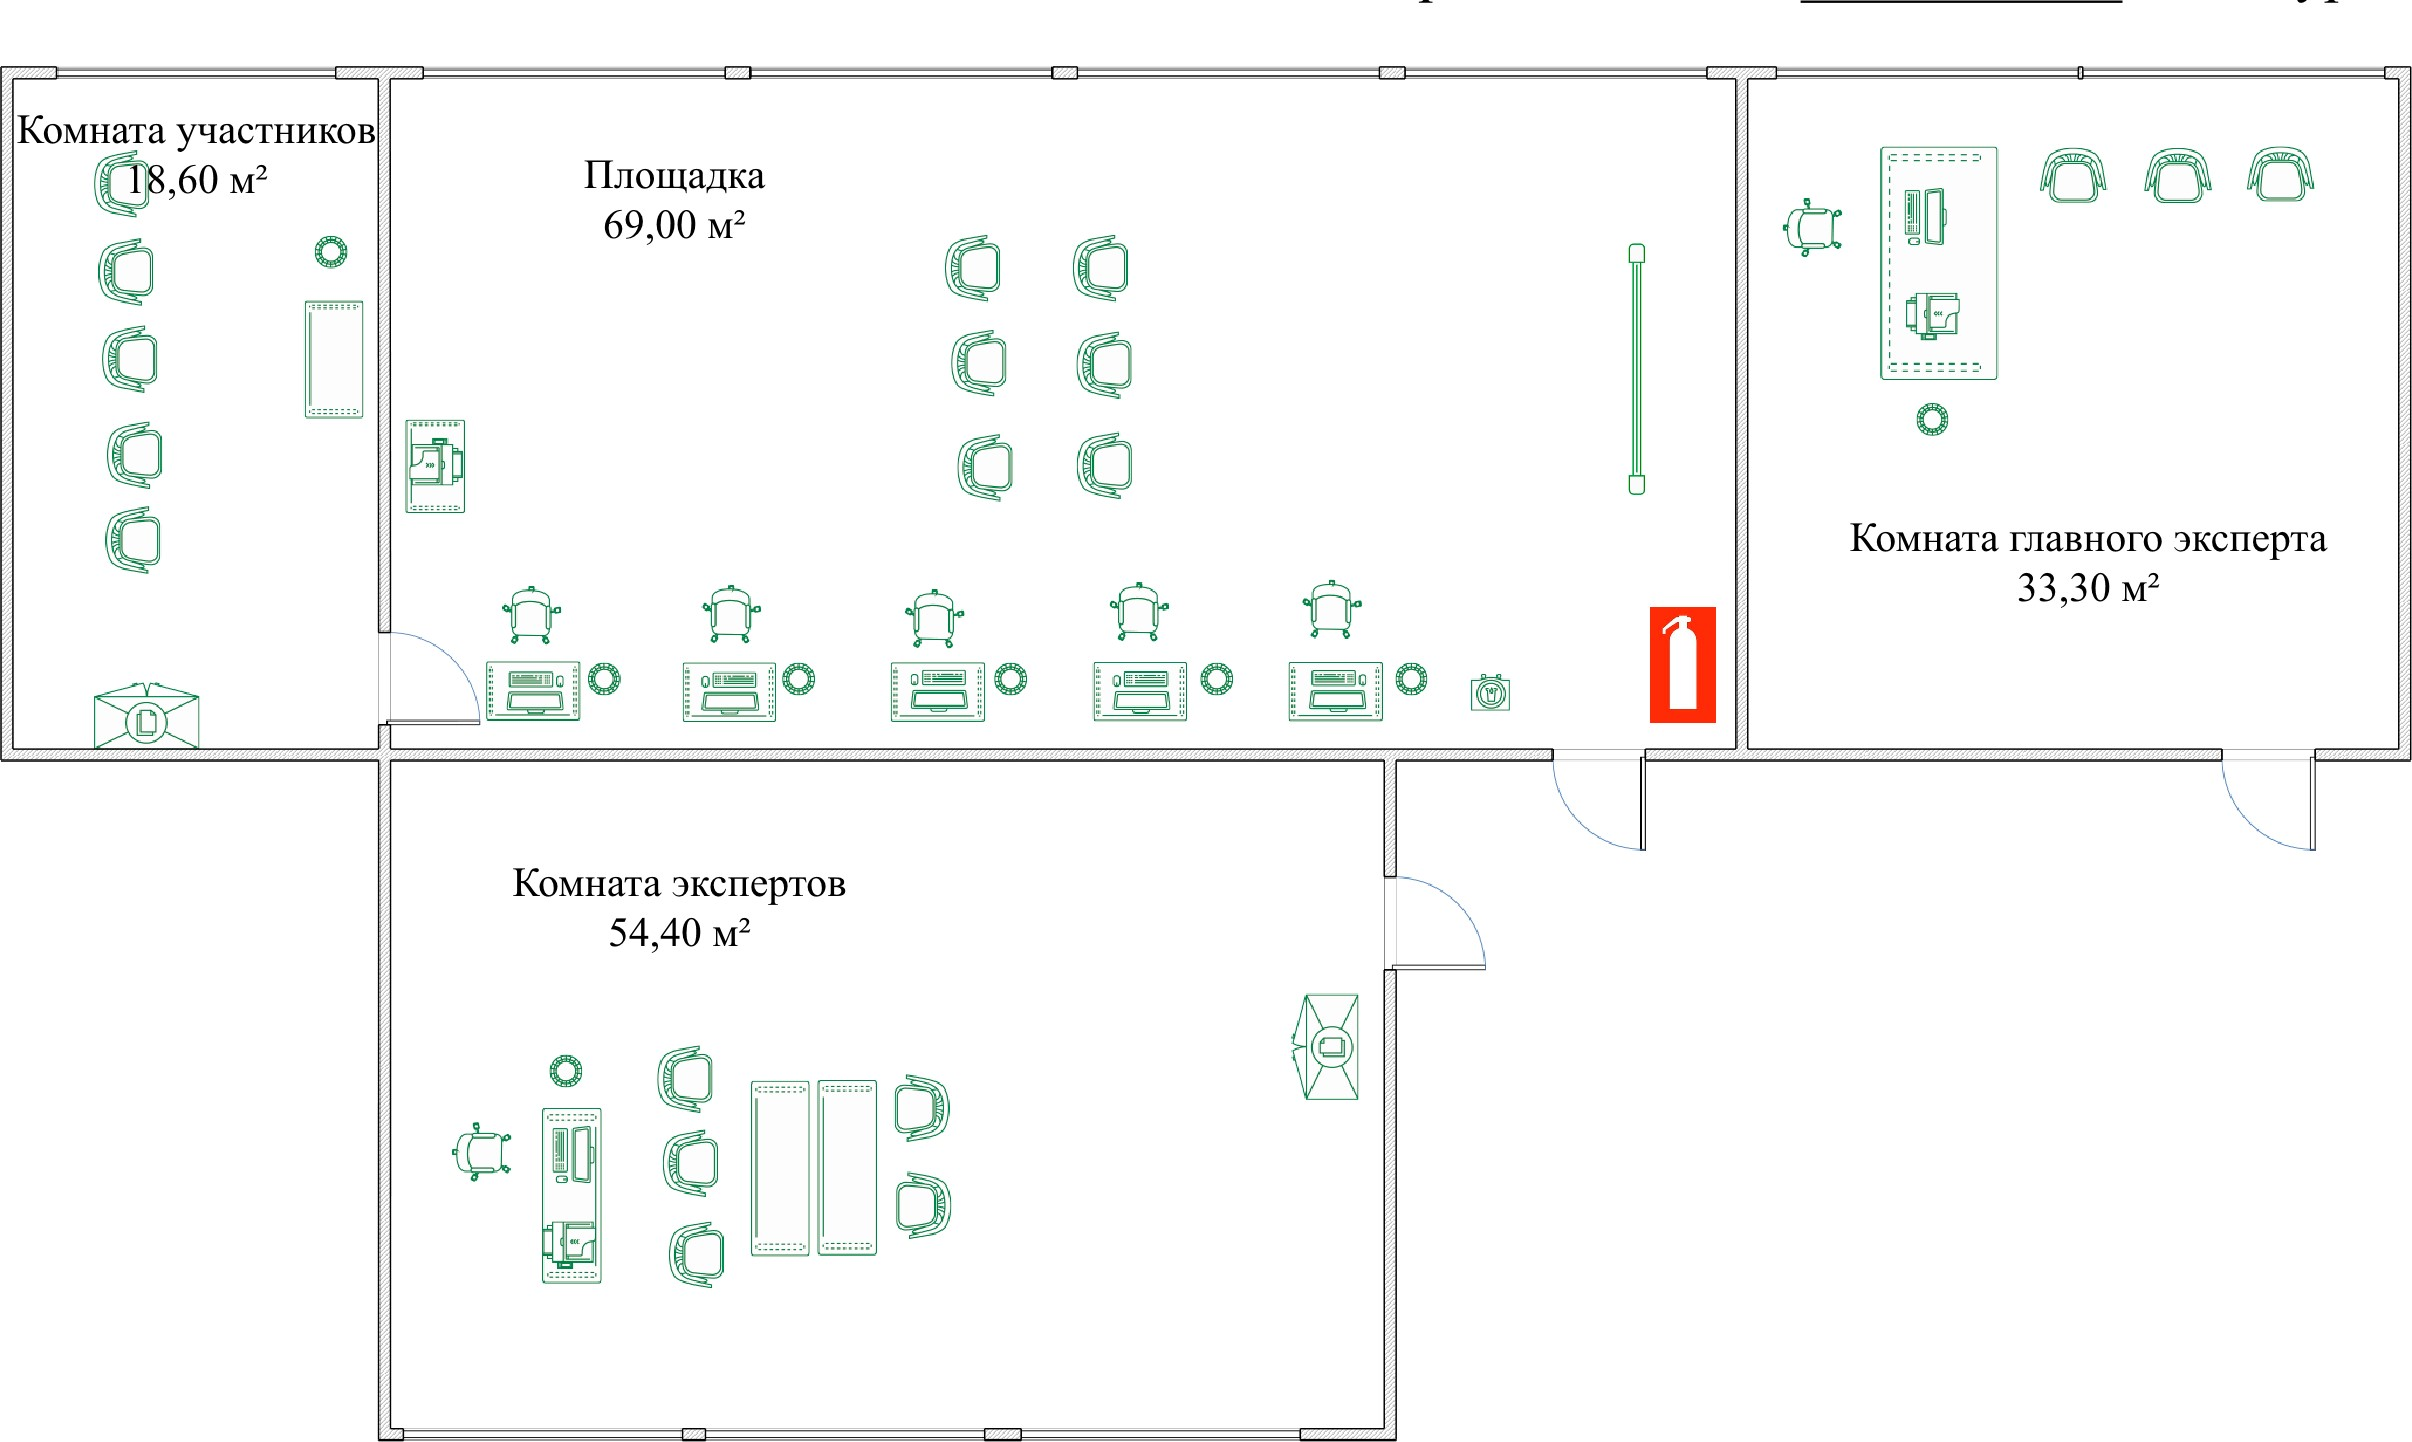 Комната участников
18,60 м²
Площадка
69,00 м²
Комната главного эксперта
33,30 м²
Комната экспертов
54,40 м²